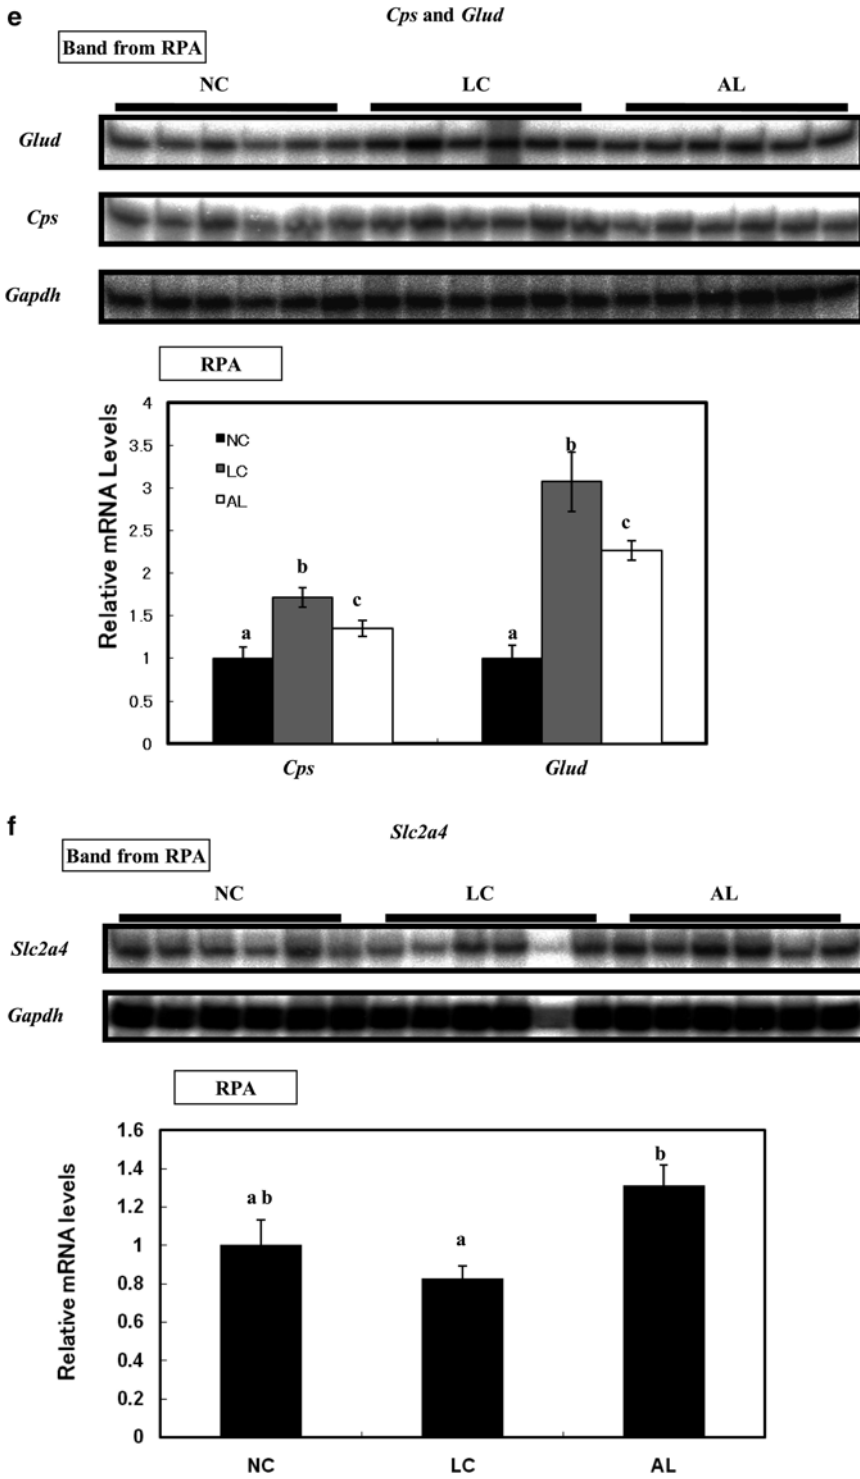 e
Cps and Glud
Band from RPA
NC LC AL
Glud
Cps
Gapdh
RPA
Relative mRNA Levels
4
3.5
3
2.5
2
1.5
1
0.5
0
NC
LC
AL
a b c
a b c
Cps Glud
f
Slc2a4
Band from RPA
NC LC AL
Slc2a4
Gapdh
RPA
Relative mRNA levels
1.6
1.4
1.2
1
0.8
0.6
0.4
0.2
0
a b
a
b
NC LC AL